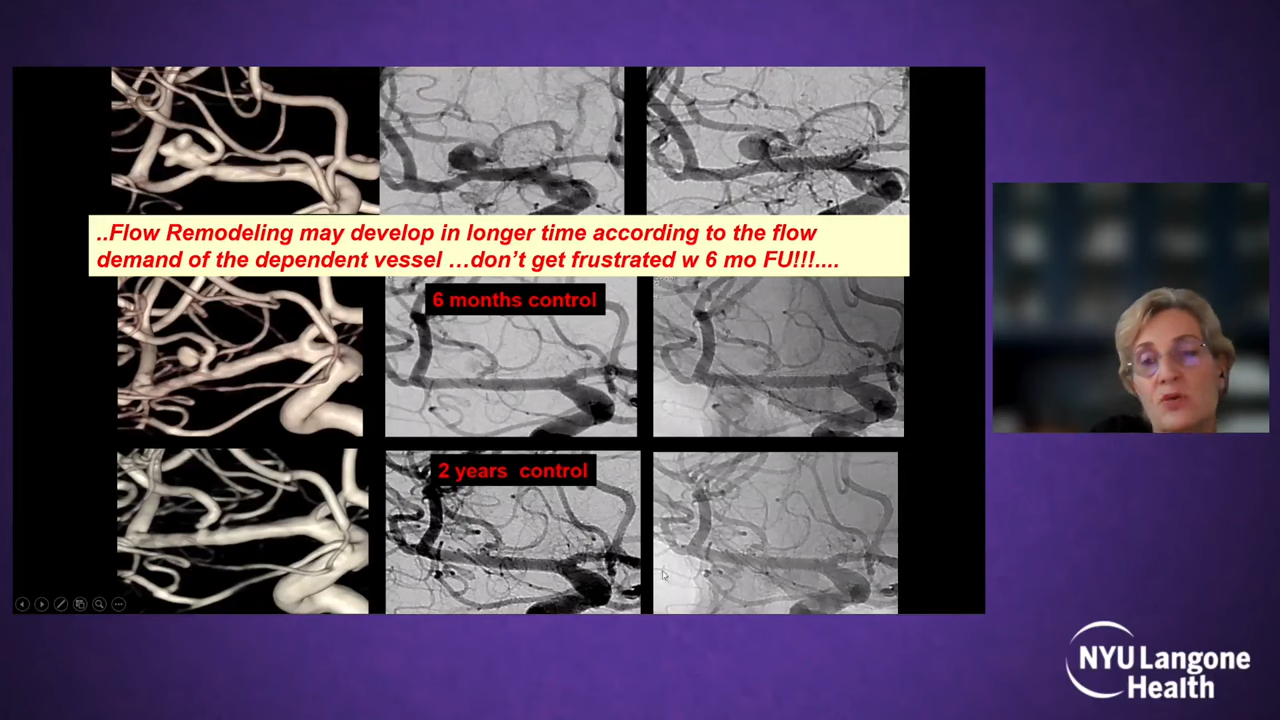 ..Flow Remodeling may develop in longer time according to the flow
demand of the dependent vessel …don’t get frustrated w 6 mo FU!!!....
6 months control
2 years  control
NYU Langone
Health